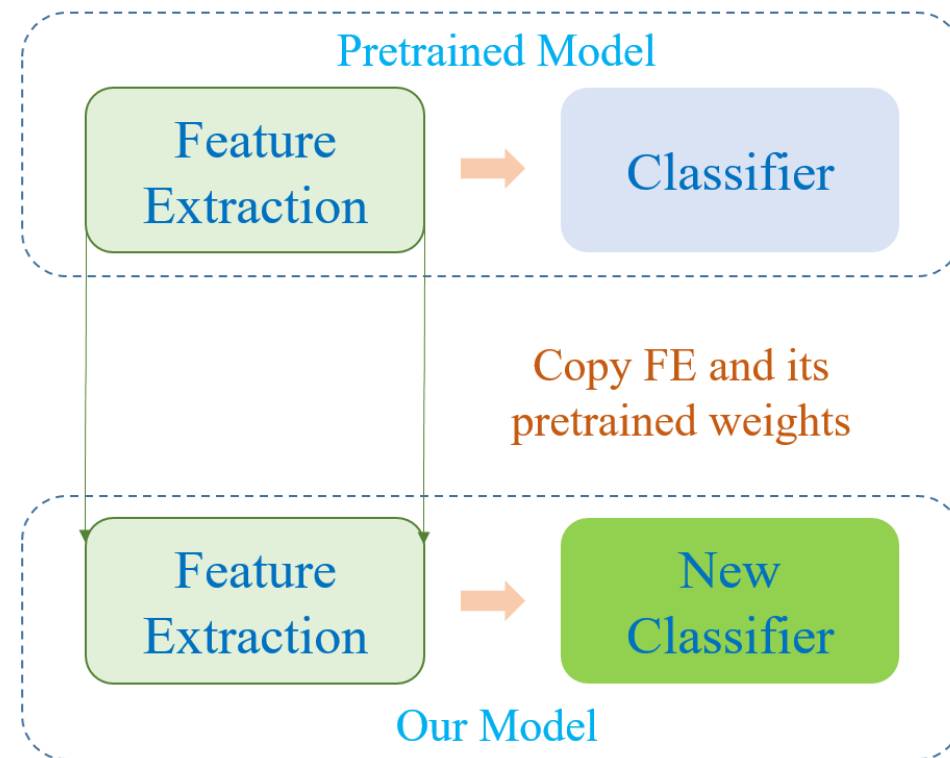 Pretrained Model
Feature
Extraction
Classifier
Copy FE and its
pretrained weights
Feature
Extraction
New
Classifier
Our Model